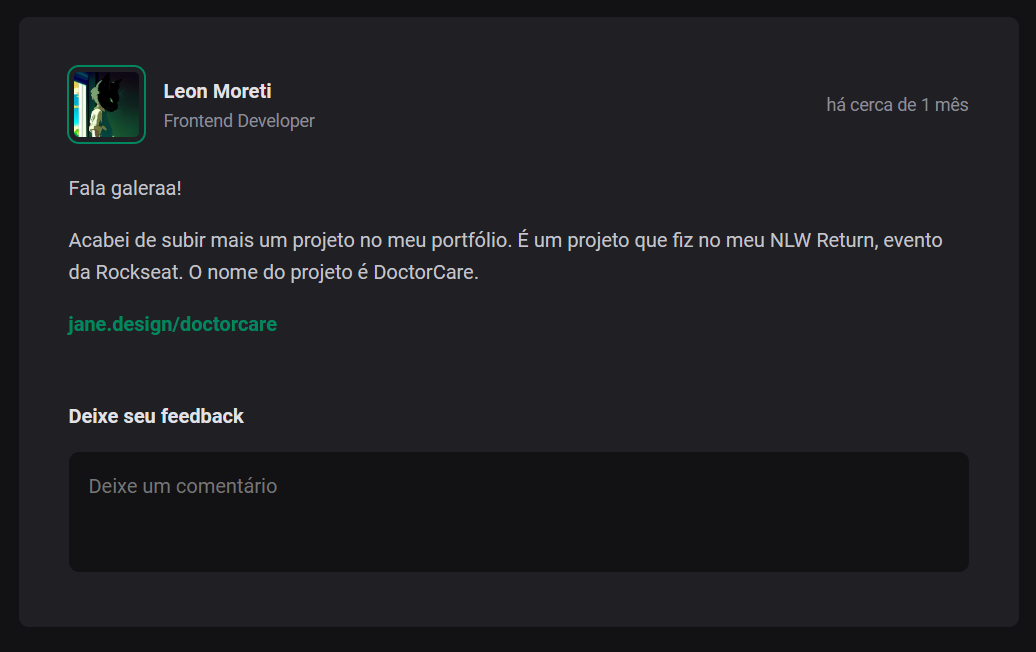 Leon Moreti
Frontend Developer
há cerca de 1 mês
Fala galeraa!
Acabei de subir mais um projeto no meu portfólio. É um projeto que fiz no meu NLW Return, evento
da Rockseat. O nome do projeto é DoctorCare.
jane.design/doctorcare
Deixe seu feedback
Deixe um comentário